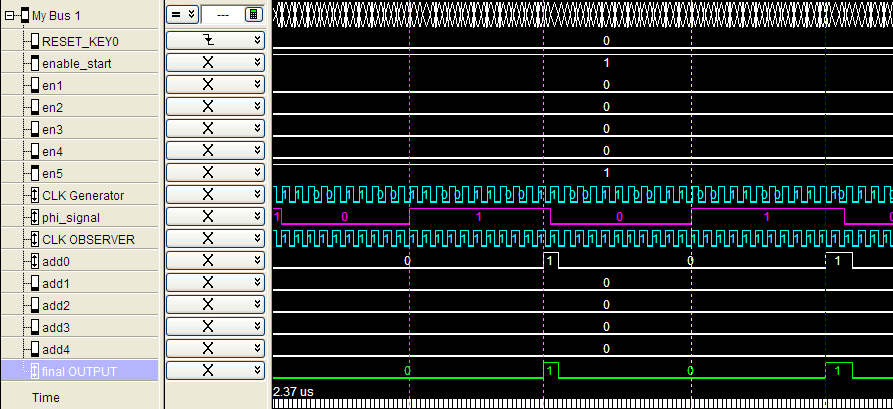 My Bus 1 = ---
RESET_KEY0 0
enable_start X 1
en1 X 0
en2 X 0
en3 X 0
en4 X 0
en5 X 1
CLK Generator X
phi_signal X 1 0 1 0 1 0
CLK OBSERVER X
add0 X 0 1 0 1
add1 X 0
add2 X 0
add3 X 0
add4 X 0
final OUTPUT X 0 1 0 1
Time 2.37 us